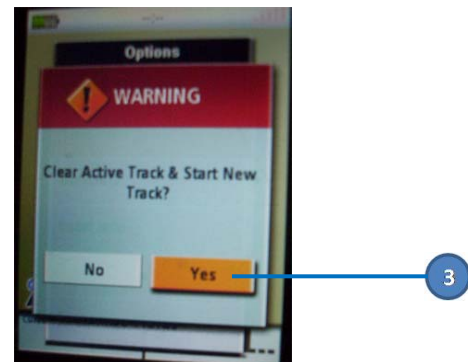 Options
WARNING
Clear Active Track & Start New
Track?
No
Yes
3